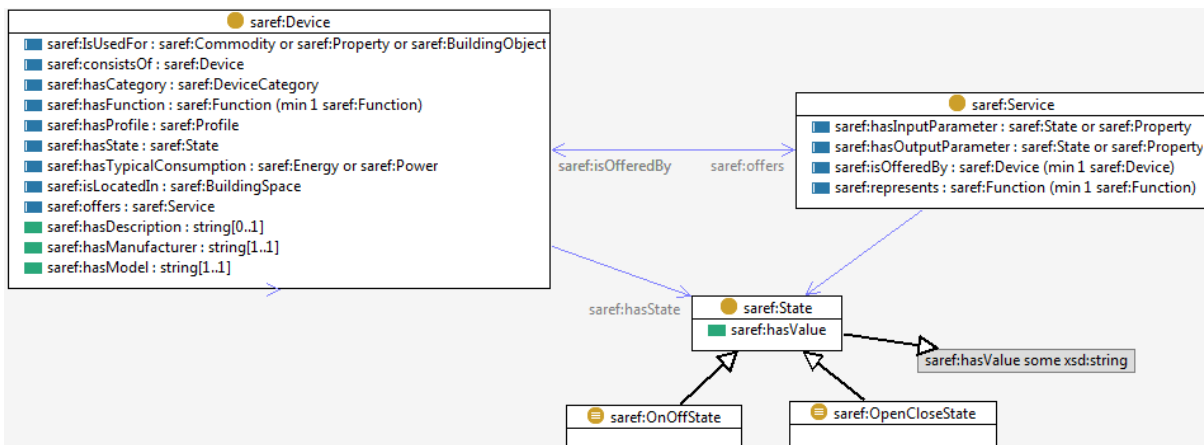 saref:Device
saref:IsUsedFor : saref:Commodity or saref:Property or saref:BuildingObject
saref:consistsOf : saref:Device
saref:hasCategory : saref:DeviceCategory
saref:hasFunction : saref:Function (min 1 saref:Function)
saref:hasProfile : saref:Profile
saref:hasState : saref:State
saref:hasTypicalConsumption : saref:Energy or saref:Power
saref:isLocatedIn : saref:BuildingSpace
saref:offers : saref:Service
saref:hasDescription : string[0..1]
saref:hasManufacturer : string[1..1]
saref:hasModel : string[1..1]
saref:isOfferedBy
saref:offers
saref:Service
saref:hasInputParameter : saref:State or saref:Property
saref:hasOutputParameter : saref:State or saref:Property
saref:isOfferedBy : saref:Device (min 1 saref:Device)
saref:represents : saref:Function (min 1 saref:Function)
saref:hasState
saref:State
saref:hasValue
saref:hasValue some xsd:string
saref:OnOffState
saref:OpenCloseState